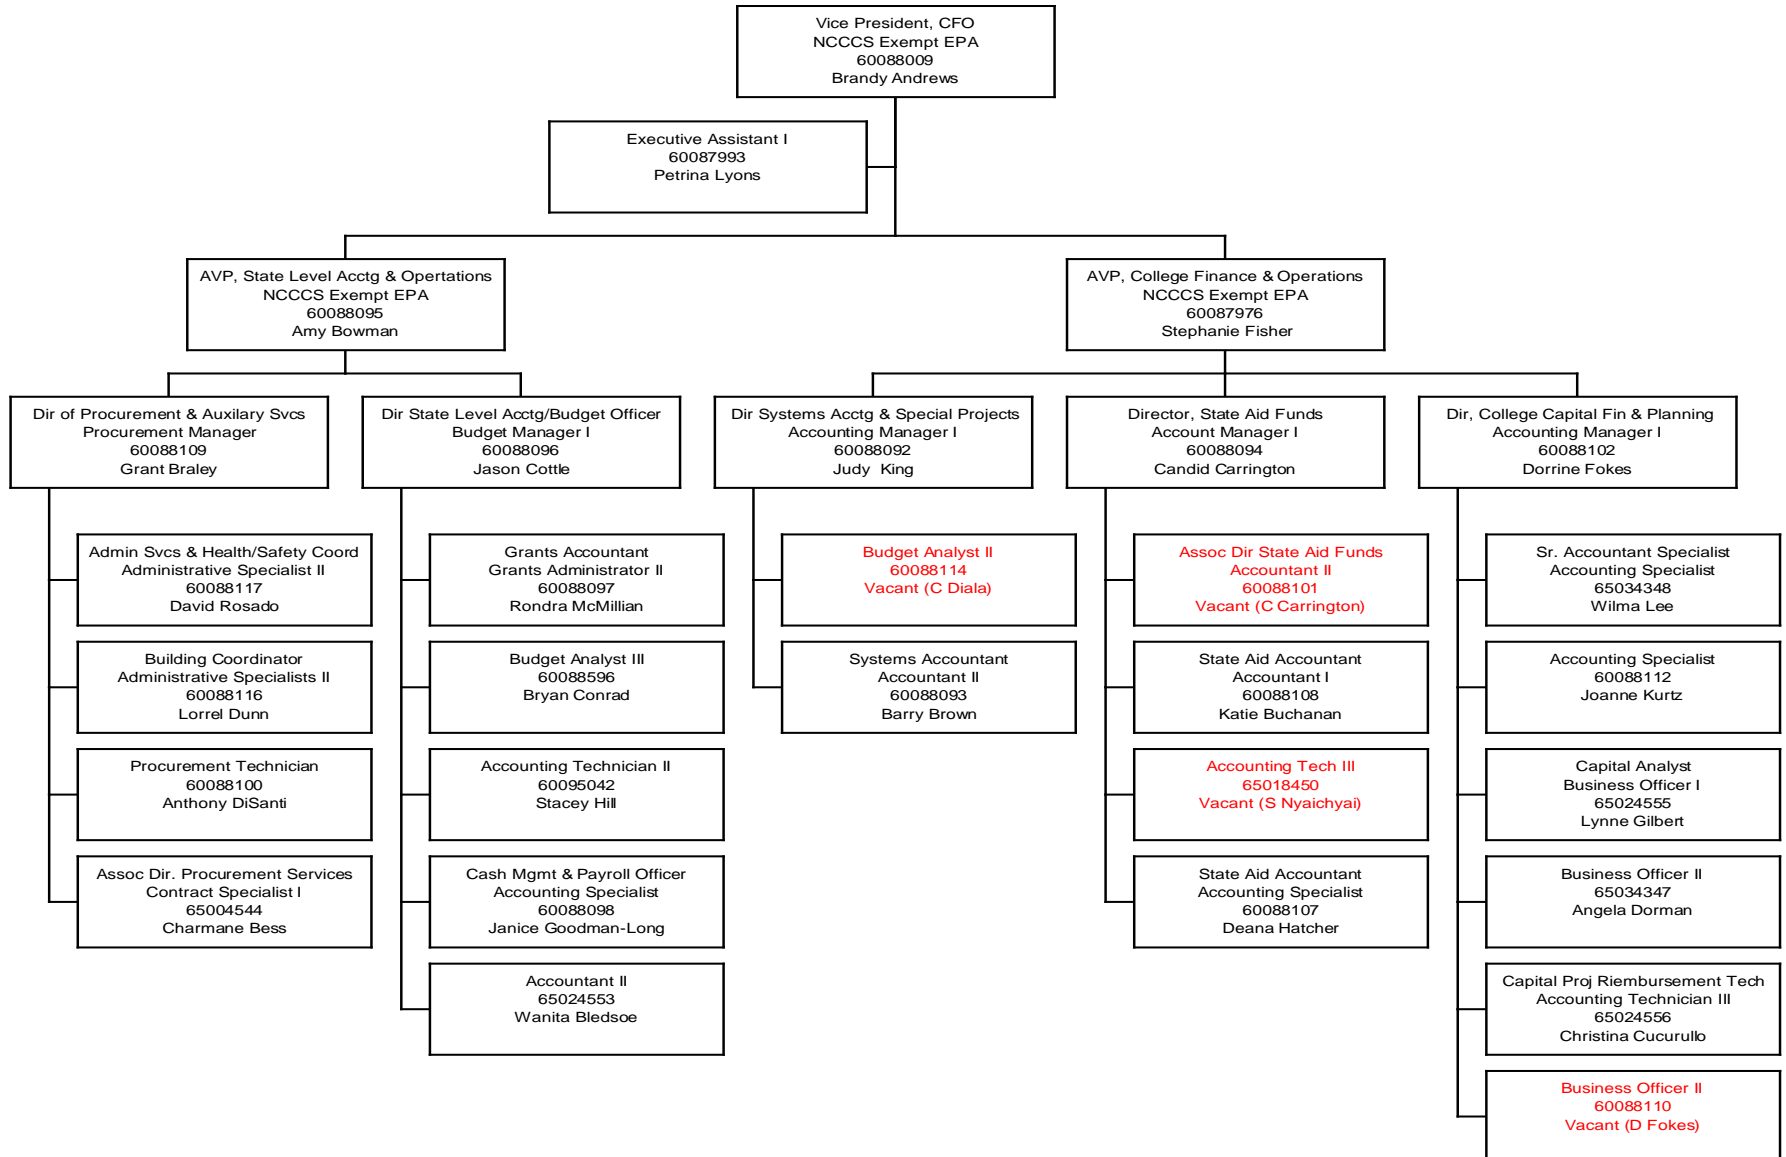 Vice President, CFO
NCCCS Exempt EPA
60088009
Brandy Andrews
Executive Assistant I
60087993
Petrina Lyons
AVP, State Level Acctg & Opertations
NCCCS Exempt EPA
60088095
Amy Bowman
AVP, College Finance & Operations
NCCCS Exempt EPA
60087976
Stephanie Fisher
Dir of Procurement & Auxilary Svcs
Procurement Manager
60088109
Grant Braley
Dir State Level Acctg/Budget Officer
Budget Manager I
60088096
Jason Cottle
Dir Systems Acctg & Special Projects
Accounting Manager I
60088092
Judy King
Director, State Aid Funds
Account Manager I
60088094
Candid Carrington
Dir, College Capital Fin & Planning
Accounting Manager I
60088102
Dorrine Fokes
Admin Svcs & Health/Safety Coord
Administrative Specialist II
60088117
David Rosado
Building Coordinator
Administrative Specialists II
60088116
Lorrel Dunn
Procurement Technician
60088100
Anthony DiSanti
Assoc Dir. Procurement Services
Contract Specialist I
65004544
Charmane Bess
Grants Accountant
Grants Administrator II
60088097
Rondra McMillian
Budget Analyst III
60088596
Bryan Conrad
Accounting Technician II
60095042
Stacey Hill
Cash Mgmt & Payroll Officer
Accounting Specialist
60088098
Janice Goodman-Long
Accountant II
65024553
Wanita Bledsoe
Budget Analyst II
60088114
Vacant (C Diala)
Systems Accountant
Accountant II
60088093
Barry Brown
Assoc Dir State Aid Funds
Accountant II
60088101
Vacant (C Carrington)
State Aid Accountant
Accountant I
60088108
Katie Buchanan
Accounting Tech III
65018450
Vacant (S Nyaichyai)
State Aid Accountant
Accounting Specialist
60088107
Deana Hatcher
Sr. Accountant Specialist
Accounting Specialist
65034348
Wilma Lee
Accounting Specialist
60088112
Joanne Kurtz
Capital Analyst
Business Officer I
65024555
Lynne Gilbert
Business Officer II
65034347
Angela Dorman
Capital Proj Riembursement Tech
Accounting Technician III
65024556
Christina Cucurullo
Business Officer II
60088110
Vacant (D Fokes)